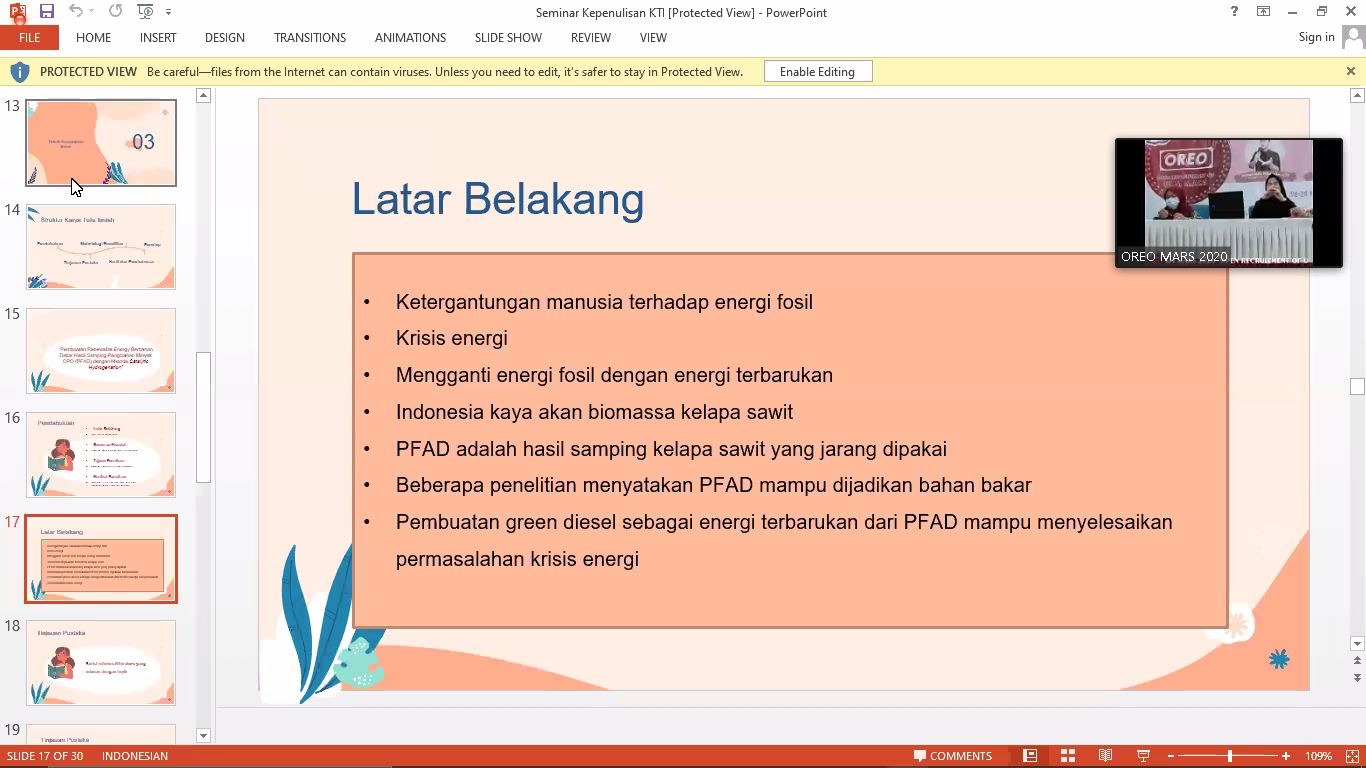 Seminar Kepenulisan KTI [Protected View] - PowerPoint
FILE HOME INSERT DESIGN TRANSITIONS ANIMATIONS SLIDE SHOW REVIEW VIEW
Sign in
PROTECTED VIEW Be careful—files from the Internet can contain viruses. Unless you need to edit, it's safer to stay in Protected View. Enable Editing
13
03
14
Struktur Karya Tulis Ilmiah
Pendahuluan
Metodologi Penelitian
Penutup
Tinjauan Pustaka
Hasil dan Pembahasan
15
"Pembuatan Renewable Energy Berbahan
Dasar Hasil Samping Pengolahan Minyak
CPO (PFAD) dengan Metode Catalytic
Hydrogenation"
16
Pendahuluan
Latar Belakang
Rumusan Masalah
Tujuan Penelitian
Manfaat Penelitian
17
Latar Belakang
18
Tinjauan Pustaka
19
Tinjauan Pustaka
Latar Belakang
• Ketergantungan manusia terhadap energi fosil
• Krisis energi
• Mengganti energi fosil dengan energi terbarukan
• Indonesia kaya akan biomassa kelapa sawit
• PFAD adalah hasil samping kelapa sawit yang jarang dipakai
• Beberapa penelitian menyatakan PFAD mampu dijadikan bahan bakar
• Pembuatan green diesel sebagai energi terbarukan dari PFAD mampu menyelesaikan
permasalahan krisis energi
OREO
OREO MARS 2020
EN RECRUITMENT OF U
SLIDE 17 OF 30 INDONESIAN
COMMENTS
109%